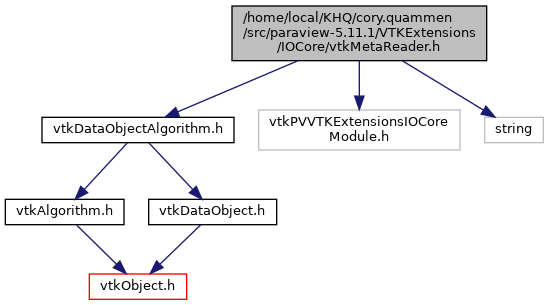 /home/local/KHQ/cory.quammen
/src/paraview-5.11.1/VTKExtensions
/IOCore/vtkMetaReader.h
vtkDataObjectAlgorithm.h
vtkPVVTKExtensionsIOCore
Module.h
string
vtkAlgorithm.h
vtkDataObject.h
vtkObject.h